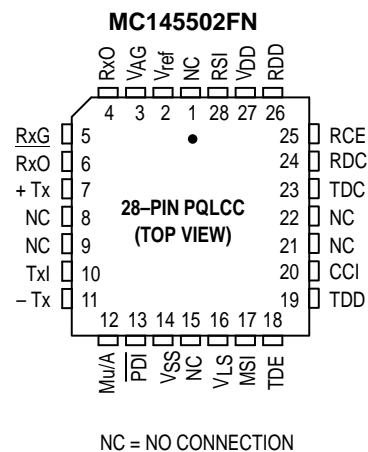 MC145502FN
RxO VAG Vref NC RSI VDD RDD
4 3 2 1 28 27 26
RxG 5 25 RCE
RxO 6 24 RDC
+ Tx 7 23 TDC
NC 8 22 NC
NC 9 21 NC
TxI 10 20 CCI
– Tx 11 19 TDD
28–PIN PQLCC
(TOP VIEW)
12 13 14 15 16 17 18
Mu/A PDI VSS NC VLS MSI TDE
NC = NO CONNECTION